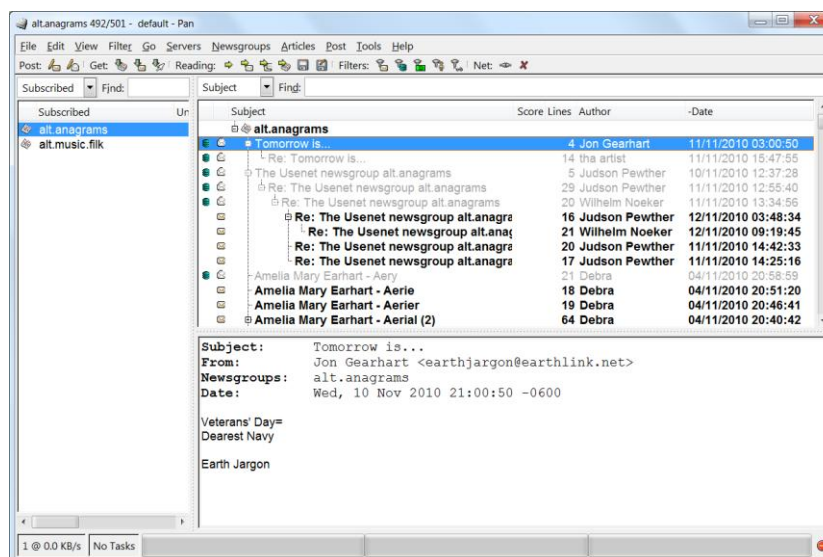 alt.anagrams 492/501 - default - Pan
File Edit View Filter Go Servers Newsgroups Articles Post Tools Help
Post: Get: Reading: Filters: Net:
Subscribed Find: Subject Find:
Subscribed Un Subject Score Lines Author -Date
alt.anagrams
alt.music.filk
alt.anagrams
Tomorrow is... 4 Jon Gearhart 11/11/2010 03:00:50
Re: Tomorrow is... 14 tha artist 11/11/2010 15:47:55
The Usenet newsgroup alt.anagrams 5 Judson Pewther 10/11/2010 12:37:28
Re: The Usenet newsgroup alt.anagrams 29 Judson Pewther 11/11/2010 12:55:40
Re: The Usenet newsgroup alt.anagrams 20 Wilhelm Noeker 11/11/2010 13:34:56
Re: The Usenet newsgroup alt.anagra 16 Judson Pewther 12/11/2010 03:48:34
Re: The Usenet newsgroup alt.anag 21 Wilhelm Noeker 12/11/2010 09:19:45
Re: The Usenet newsgroup alt.anagra 20 Judson Pewther 11/11/2010 14:42:33
Re: The Usenet newsgroup alt.anagra 17 Judson Pewther 11/11/2010 14:25:16
Amelia Mary Earhart - Aery 21 Debra 04/11/2010 20:58:59
Amelia Mary Earhart - Aerie 18 Debra 04/11/2010 20:51:20
Amelia Mary Earhart - Aerier 19 Debra 04/11/2010 20:46:41
Amelia Mary Earhart - Aerial (2) 64 Debra 04/11/2010 20:40:42
Subject: Tomorrow is...
From: Jon Gearhart <earthjargon@earthlink.net>
Newsgroups: alt.anagrams
Date: Wed, 10 Nov 2010 21:00:50 -0600
Veterans' Day=
Dearest Navy
Earth Jargon
1 @ 0.0 KB/s No Tasks